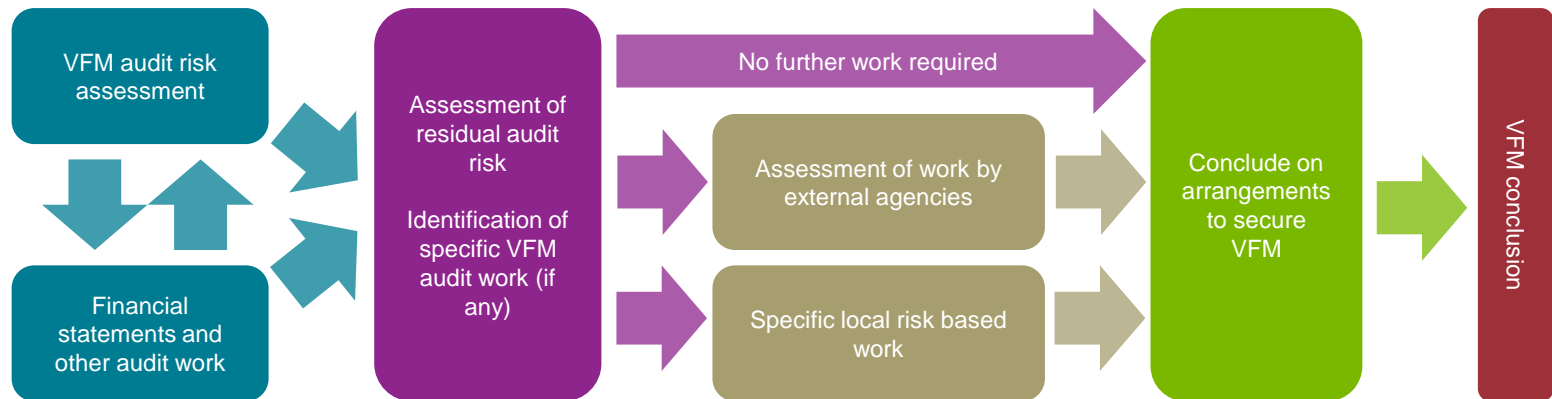 VFM audit risk
assessment
Financial
statements and
other audit work
Assessment of
residual audit
risk
Identification of
specific VFM
audit work (if
any)
No further work required
Assessment of work by
external agencies
Specific local risk based
work
Conclude on
arrangements
to secure
VFM
VFM conclusion